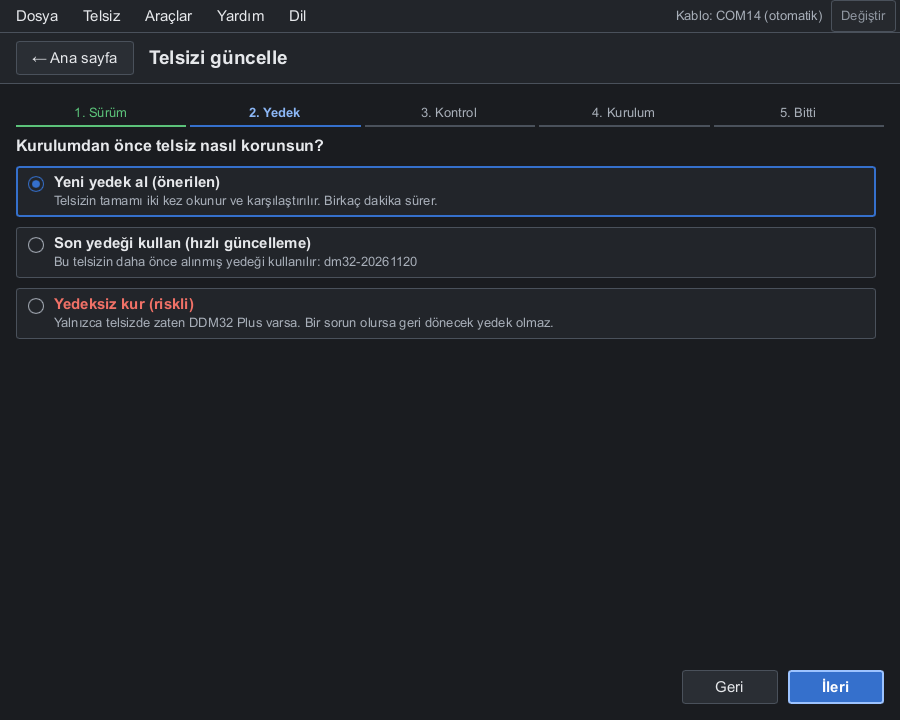 Dosya Telsiz Araçlar Yardım Dil Kablo: COM14 (otomatik) Değiştir
← Ana sayfa Telsizi güncelle
1. Sürüm 2. Yedek 3. Kontrol 4. Kurulum 5. Bitti
Kurulumdan önce telsiz nasıl korunsun?
Yeni yedek al (önerilen)
Telsizin tamamı iki kez okunur ve karşılaştırılır. Birkaç dakika sürer.
Son yedeği kullan (hızlı güncelleme)
Bu telsizin daha önce alınmış yedeği kullanılır: dm32-20261120
Yedeksiz kur (riskli)
Yalnızca telsizde zaten DDM32 Plus varsa. Bir sorun olursa geri dönecek yedek olmaz.
Geri İleri